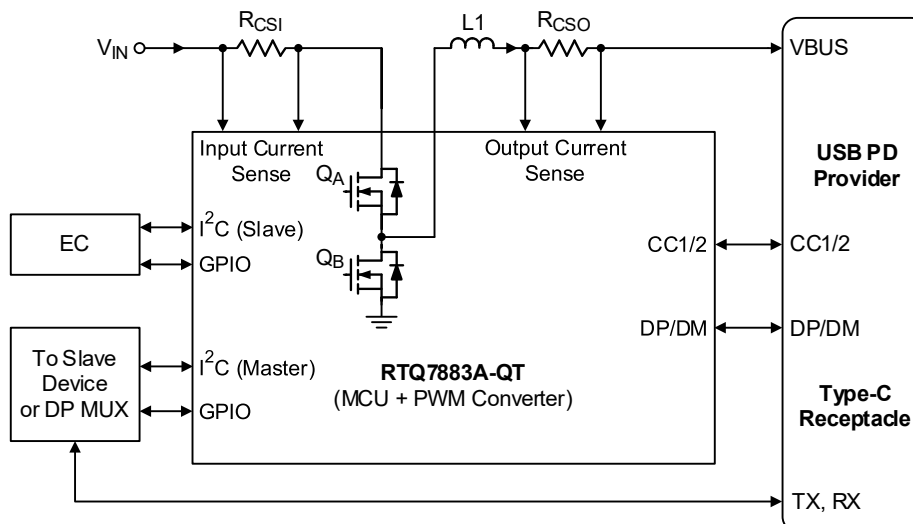 V_IN
R_CSI
L1
R_CSO
VBUS
Input Current
Sense
Output Current
Sense
USB PD
Provider
Q_A
EC
I²C (Slave)
GPIO
Q_B
CC1/2
CC1/2
DP/DM
DP/DM
To Slave
Device
or DP MUX
I²C (Master)
GPIO
RTQ7883A-QT
(MCU + PWM Converter)
Type-C
Receptacle
TX, RX